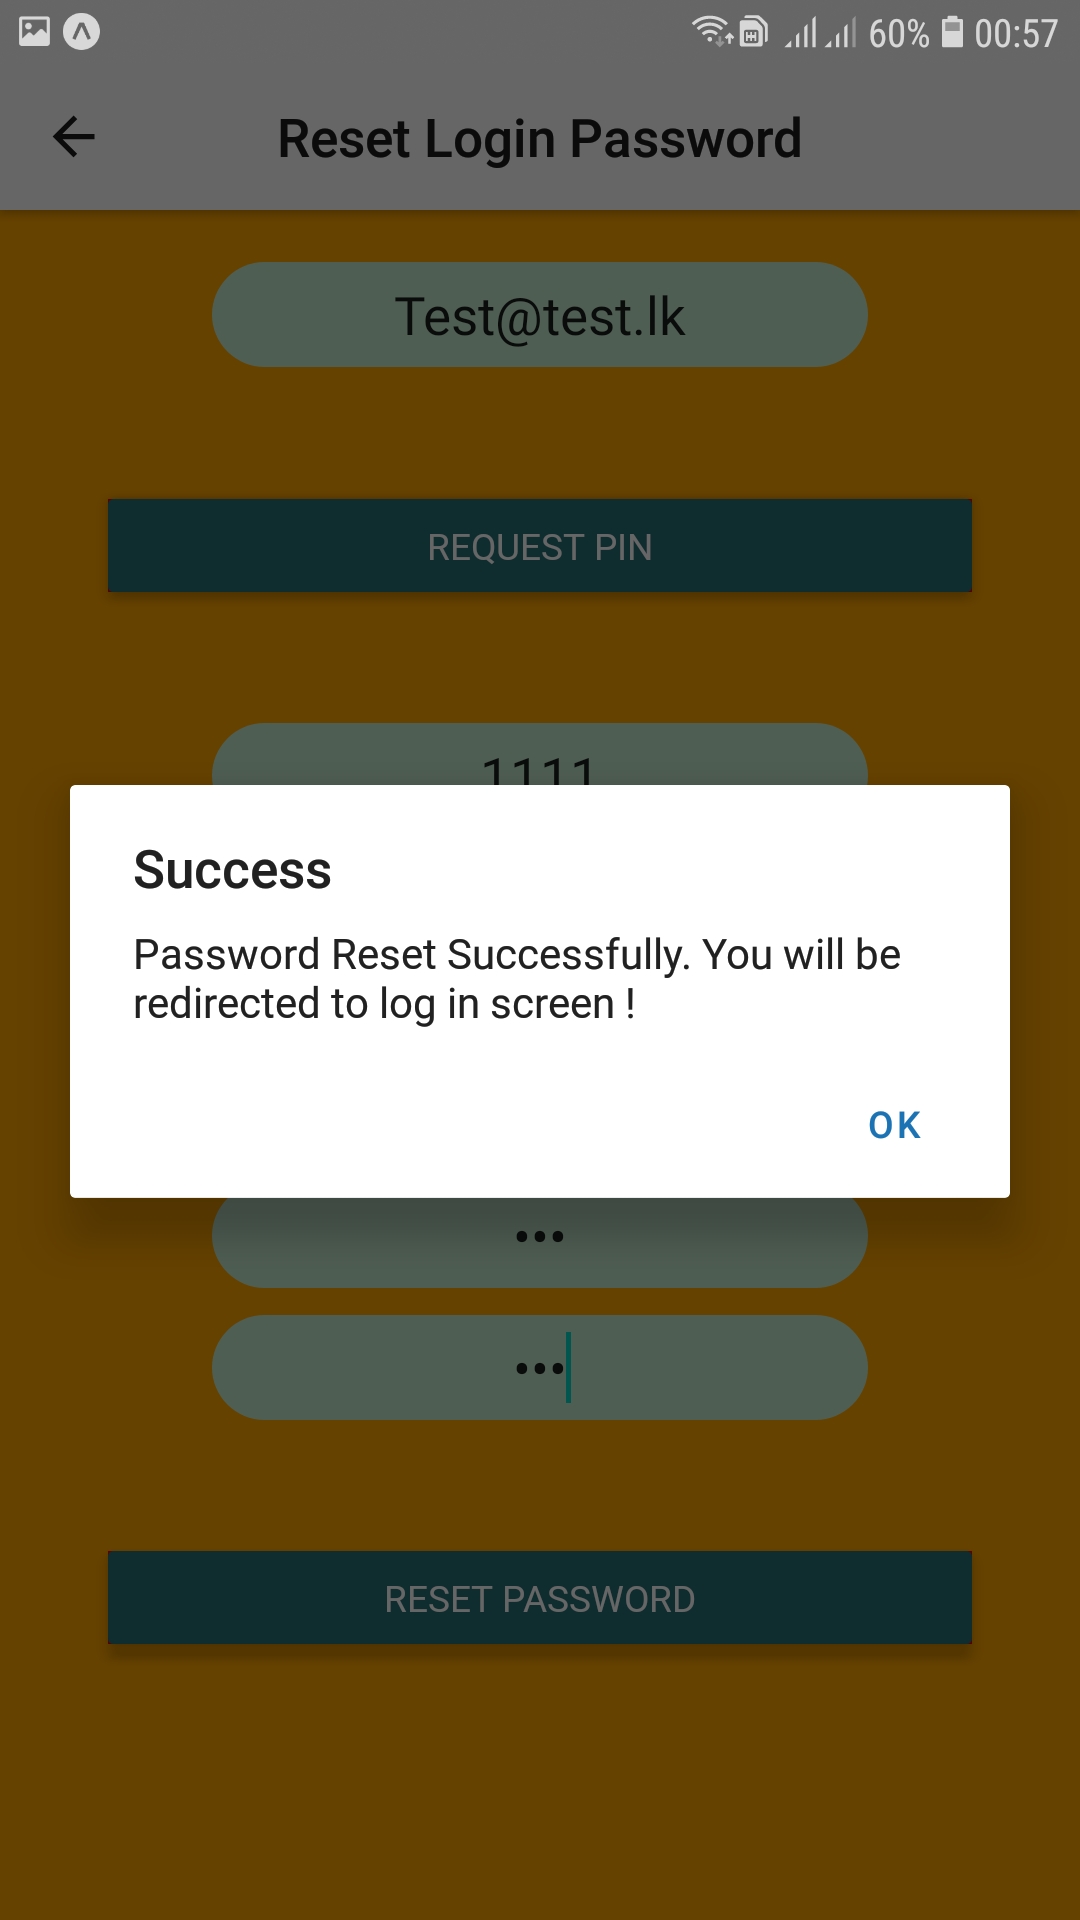 60% 00:57
Reset Login Password
Test@test.lk
REQUEST PIN
1111
Success
Password Reset Successfully. You will be
redirected to log in screen !
OK
•••
•••
RESET PASSWORD